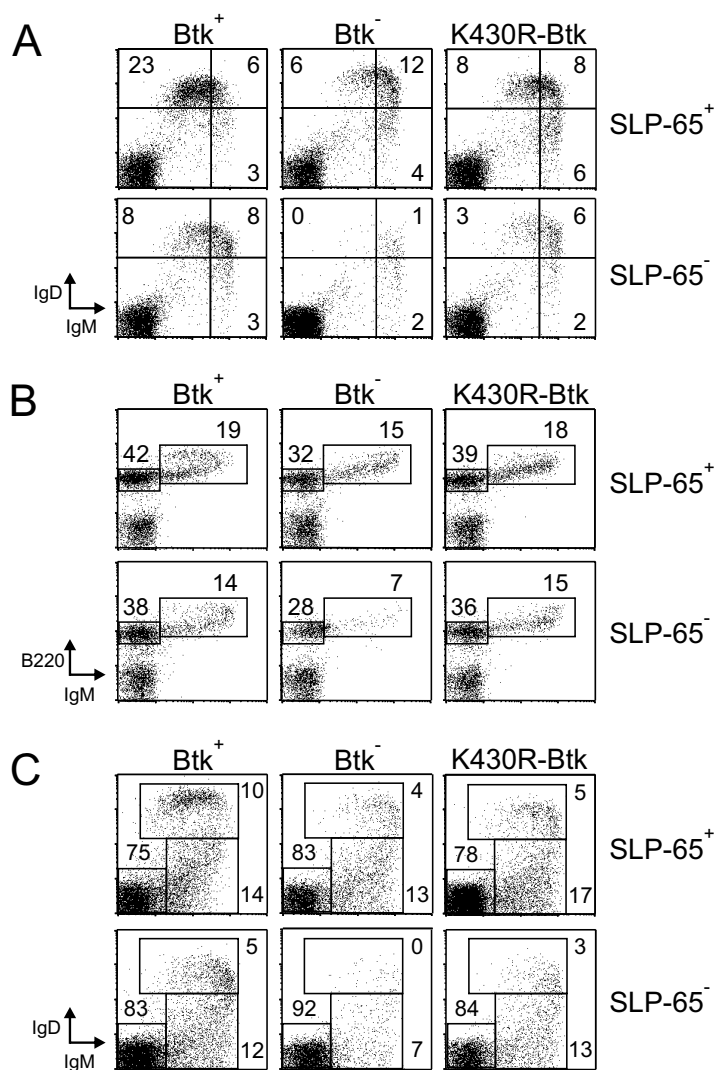 A
Btk⁺ Btk⁻ K430R-Btk
23 6 6 12 8 8
SLP-65⁺
3 4 6
8 8 0 1 3 6
SLP-65⁻
IgD
IgM
3 2 2
B
Btk⁺ Btk⁻ K430R-Btk
19 15 18
42 32 39
SLP-65⁺
14 7 15
38 28 36
SLP-65⁻
B220
IgM
C
Btk⁺ Btk⁻ K430R-Btk
10 4 5
SLP-65⁺
75 83 78
14 13 17
5 0 3
SLP-65⁻
83 92 84
IgD
12 7 13
IgM